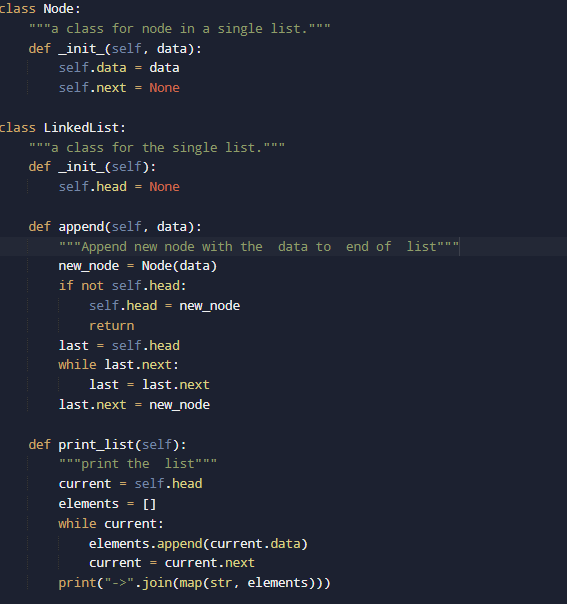 class Node:
    """a class for node in a single list."""
    def _init_(self, data):
        self.data = data
        self.next = None

class LinkedList:
    """a class for the single list."""
    def _init_(self):
        self.head = None

    def append(self, data):
        """Append new node with the  data to  end of  list"""
        new_node = Node(data)
        if not self.head:
            self.head = new_node
            return
        last = self.head
        while last.next:
            last = last.next
        last.next = new_node

    def print_list(self):
        """print the  list"""
        current = self.head
        elements = []
        while current:
            elements.append(current.data)
            current = current.next
        print("->".join(map(str, elements)))